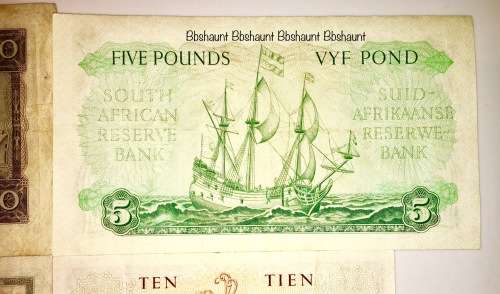 Bbshaunt Bbshaunt Bbshaunt Bbshaunt
FIVE POUNDS VYF POND
SOUTH AFRICAN RESERVE BANK
SUID-AFRIKAANSE RESERWE-BANK
5 5
TEN TIEN